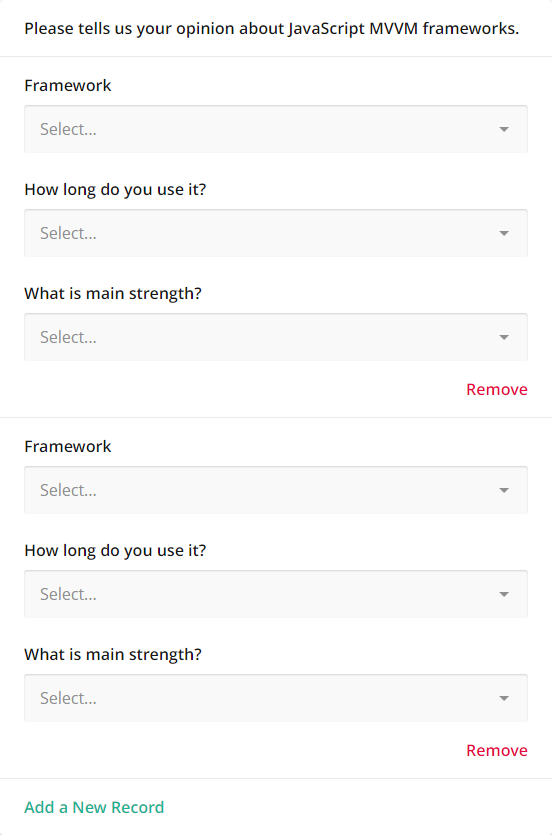 Please tells us your opinion about JavaScript MVVM frameworks.
Framework
Select...
How long do you use it?
Select...
What is main strength?
Select...
Remove
Framework
Select...
How long do you use it?
Select...
What is main strength?
Select...
Remove
Add a New Record